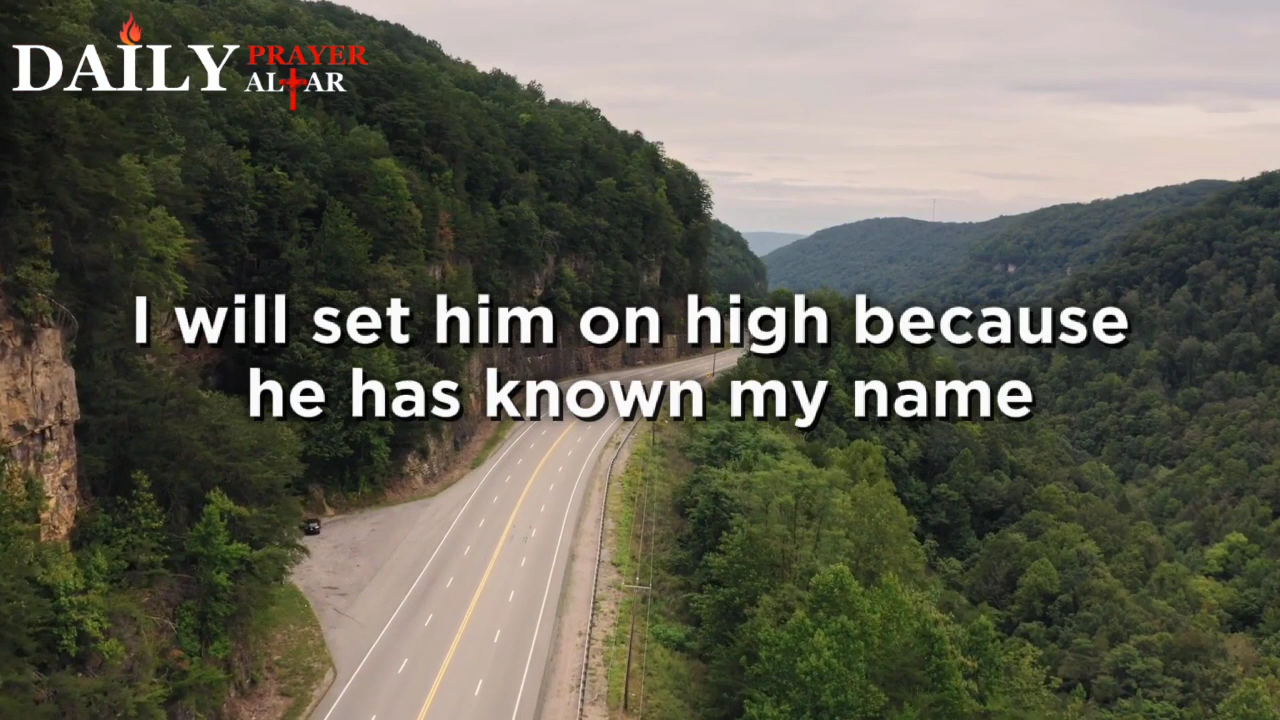 DAILY PRAYER
ALTAR
I will set him on high because
he has known my name